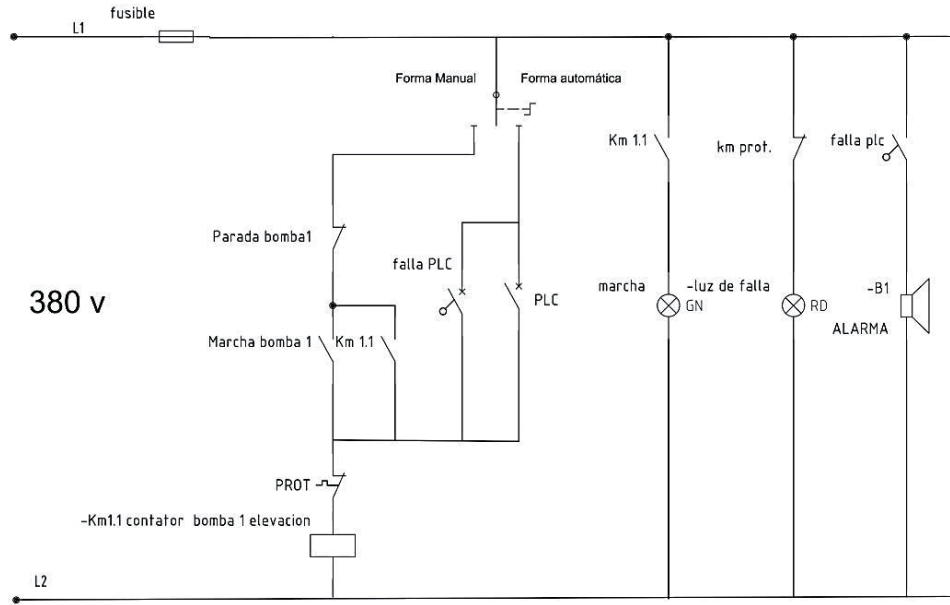 fusible
L1
Forma Manual
Forma automática
Km 1.1
km prot.
falla plc
Parada bomba1
falla PLC
PLC
380 v
marcha
GN
-luz de falla
RD
-B1
ALARMA
Marcha bomba 1
Km 1.1
PROT
-Km1.1 contator bomba 1 elevacion
L2